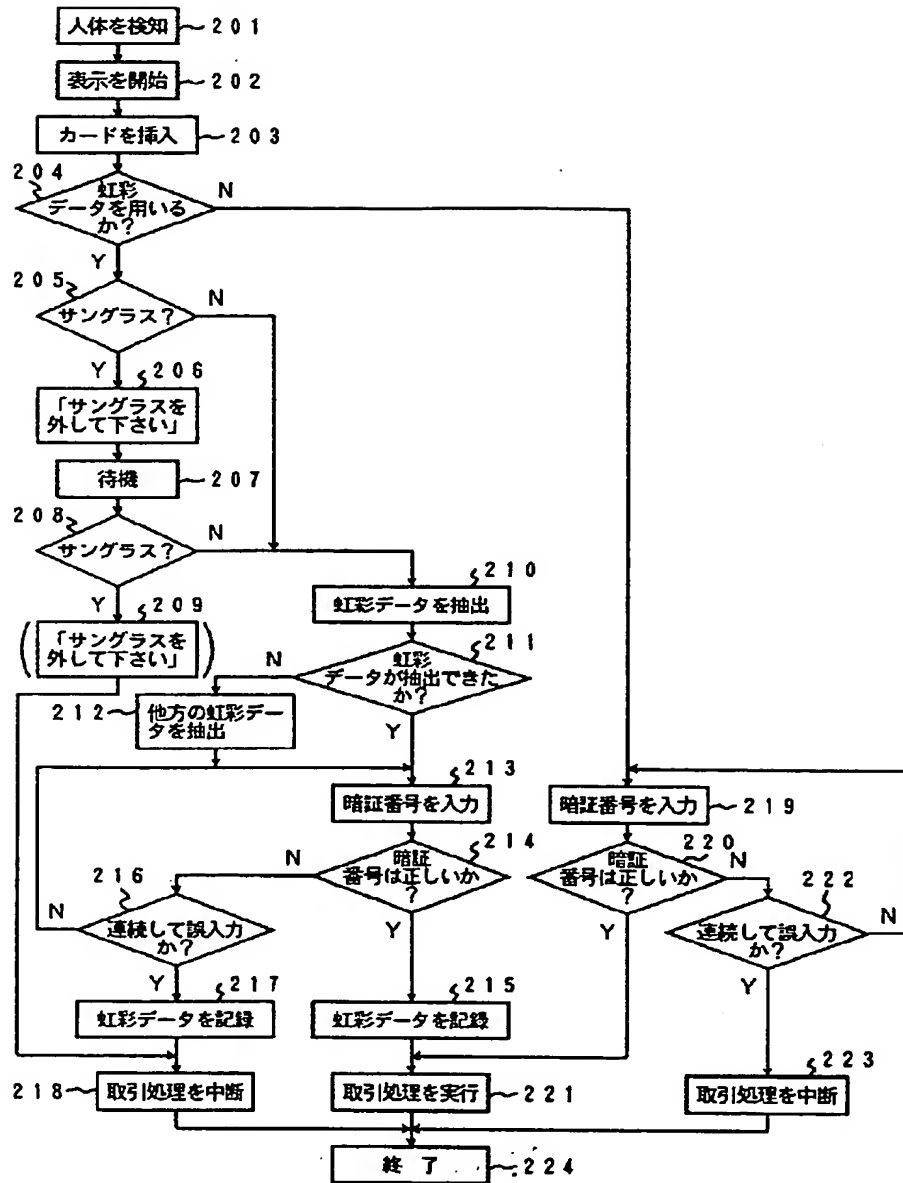 人体を検知 201
表示を開始 202
カードを挿入 203
204
虹彩
データを用いる
か?
N
Y
205
サングラス?
N
Y
206
「サングラスを
外して下さい」
待機 207
208
サングラス?
N
Y
209
(「サングラスを
外して下さい」)
210
虹彩データを抽出
211
虹彩
データが抽出できた
か?
N
Y
212
他方の虹彩デー
タを抽出
213
暗証番号を入力
214
暗証
番号は正しいか
?
N
Y
216
連続して誤入力
か?
N
Y
217
虹彩データを記録
215
虹彩データを記録
218 取引処理を中断
暗証番号を入力 219
220
暗証
番号は正しいか
?
N
Y
222
連続して誤入力
か?
N
Y
223
取引処理を中断
取引処理を実行 221
終了 224